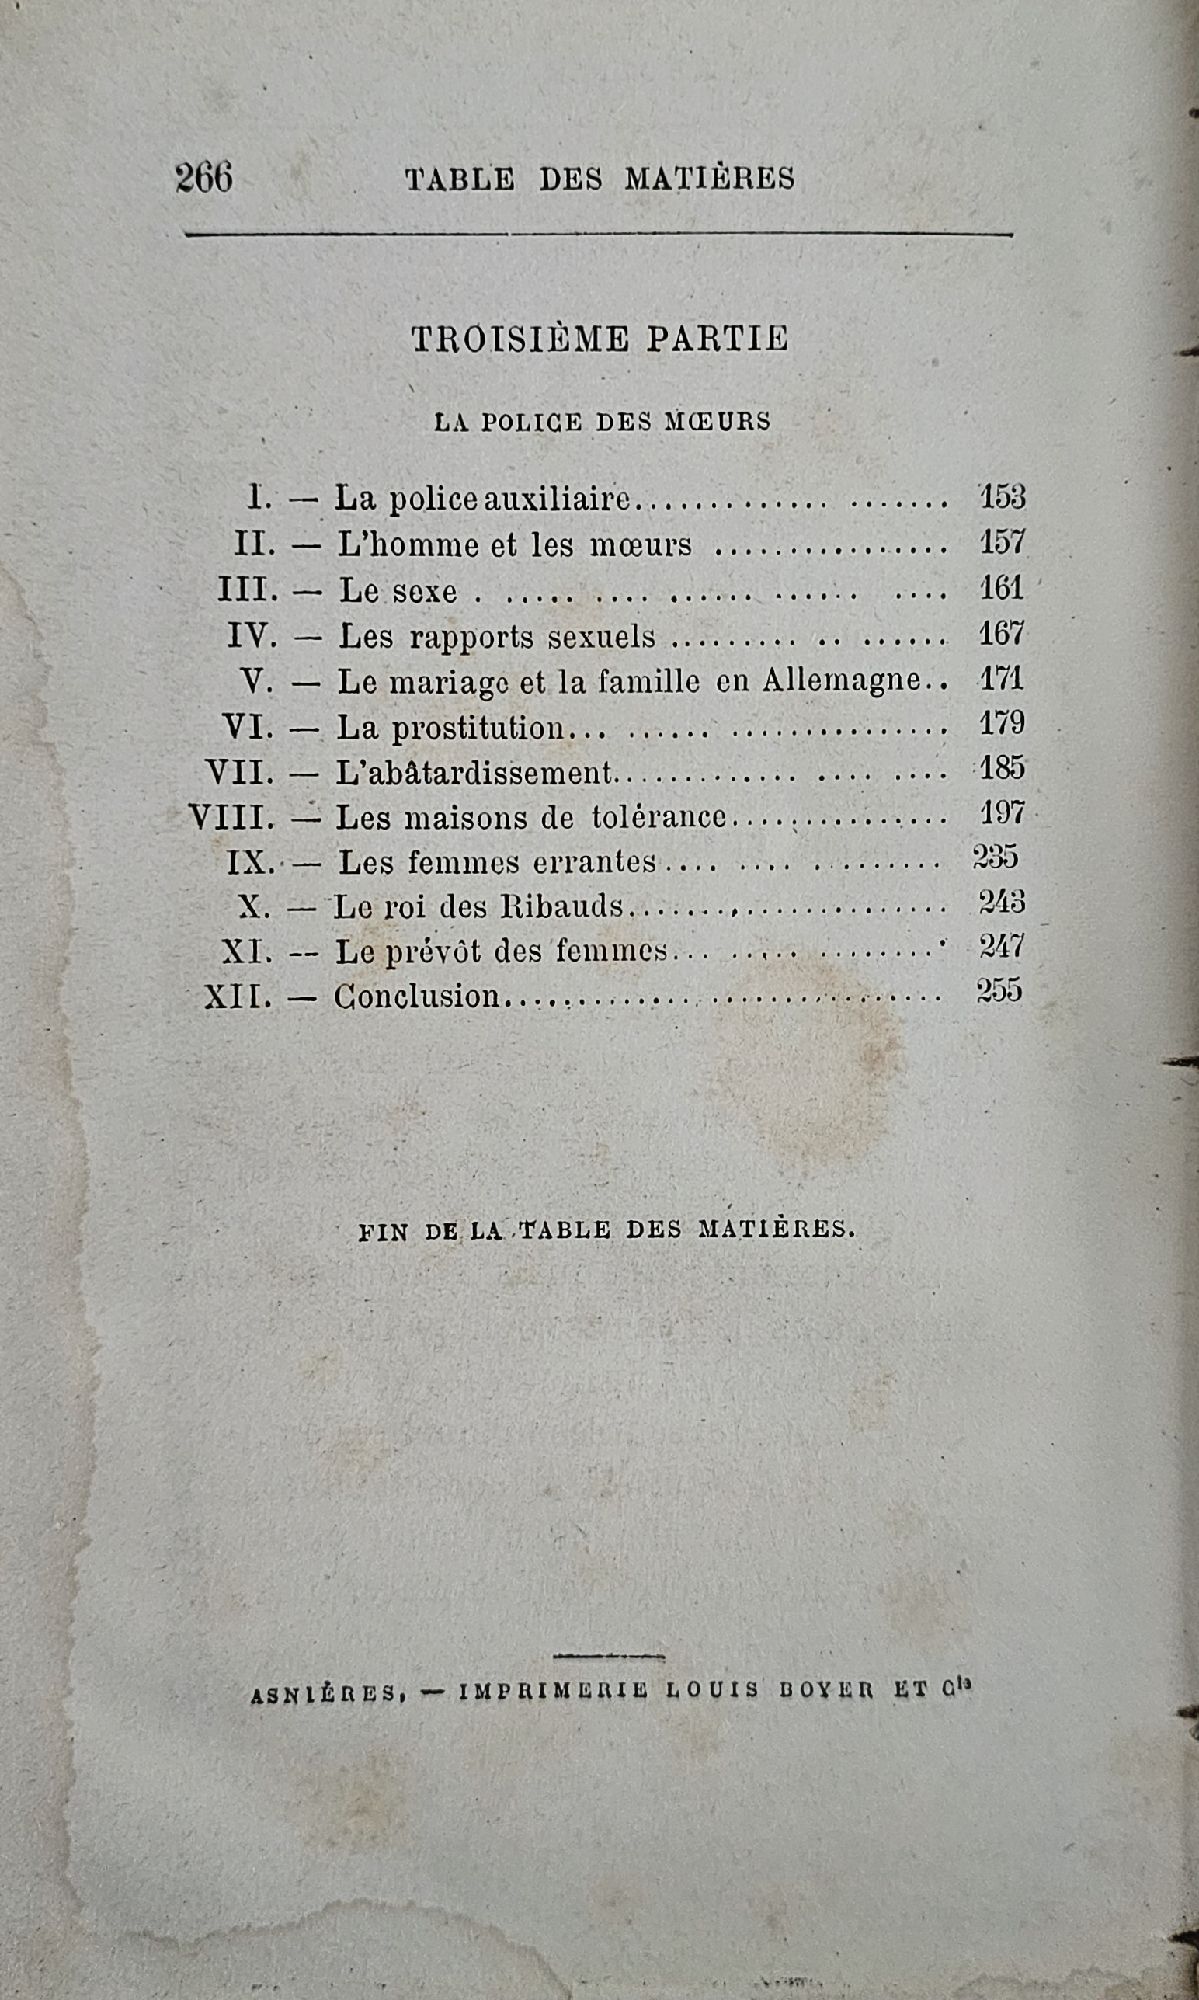 266 TABLE DES MATIÈRES
TROISIÈME PARTIE
LA POLICE DES MŒURS
I. — La police auxiliaire.................... 153
II. — L'homme et les mœurs ................ 157
III. — Le sexe . ..... .... ...... ...... .... 161
IV. — Les rapports sexuels ......... .. ...... 167
V. — Le mariage et la famille en Allemagne.. 171
VI. — La prostitution... ...... ............... 179
VII. — L'abâtardissement............. .... .... 185
VIII. — Les maisons de tolérance............... 197
IX. — Les femmes errantes.... .... ......... 235
X. — Le roi des Ribauds...................... 243
XI. -- Le prévôt des femmes... ..... ......... 247
XII. — Conclusion............................. 255
FIN DE LA TABLE DES MATIÈRES.
ASNIÈRES, — IMPRIMERIE LOUIS BOYER ET Cie